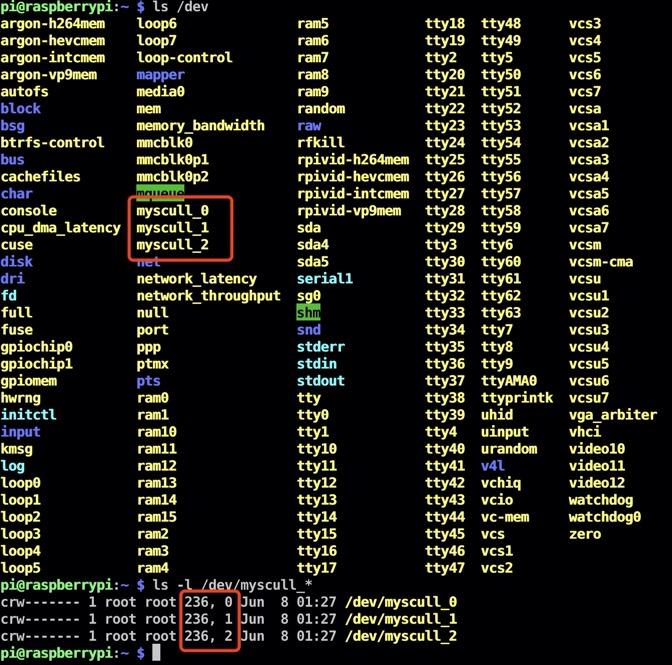 pi@raspberrypi:~ $ ls /dev
argon-h264mem loop6 ram5 tty18 tty48 vcs3
argon-hevcmem loop7 ram6 tty19 tty49 vcs4
argon-intcmem loop-control ram7 tty2 tty5 vcs5
argon-vp9mem mapper ram8 tty20 tty50 vcs6
autofs media0 ram9 tty21 tty51 vcs7
block mem random tty22 tty52 vcsa
bsg memory_bandwidth raw tty23 tty53 vcsa1
btrfs-control mmcblk0 rfkill tty24 tty54 vcsa2
bus mmcblk0p1 rpivid-h264mem tty25 tty55 vcsa3
cachefiles mmcblk0p2 rpivid-hevcmem tty26 tty56 vcsa4
char mqueue rpivid-intcmem tty27 tty57 vcsa5
console myscull_0 rpivid-vp9mem tty28 tty58 vcsa6
cpu_dma_latency myscull_1 sda tty29 tty59 vcsa7
cuse myscull_2 sda4 tty3 tty6 vcsm
disk net sda5 tty30 tty60 vcsm-cma
dri network_latency serial1 tty31 tty61 vcsu
fd network_throughput sg0 tty32 tty62 vcsu1
full null shm tty33 tty63 vcsu2
fuse port snd tty34 tty7 vcsu3
gpiochip0 ppp stderr tty35 tty8 vcsu4
gpiochip1 ptmx stdin tty36 tty9 vcsu5
gpiomem pts stdout tty37 ttyAMA0 vcsu6
hwrng ram0 tty tty38 ttyprintk vcsu7
initctl ram1 tty0 tty39 uhid vga_arbiter
input ram10 tty1 tty4 uinput vhci
kmsg ram11 tty10 tty40 urandom video10
log ram12 tty11 tty41 v4l video11
loop0 ram13 tty12 tty42 vchiq video12
loop1 ram14 tty13 tty43 vcio watchdog
loop2 ram15 tty14 tty44 vc-mem watchdog0
loop3 ram2 tty15 tty45 vcs zero
loop4 ram3 tty16 tty46 vcs1
loop5 ram4 tty17 tty47 vcs2
pi@raspberrypi:~ $ ls -l /dev/myscull_*
crw------- 1 root root 236, 0 Jun 8 01:27 /dev/myscull_0
crw------- 1 root root 236, 1 Jun 8 01:27 /dev/myscull_1
crw------- 1 root root 236, 2 Jun 8 01:27 /dev/myscull_2
pi@raspberrypi:~ $